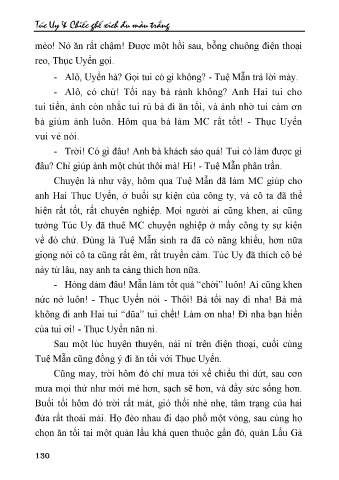 Túc Uy & Chiếc ghế xích đu màu trắng
mèo! Nó ăn rất chậm! Được một hồi sau, bỗng chuông điện thoại
reo, Thục Uyển gọi.
- Alô, Uyển hả? Gọi tui có gì không? - Tuệ Mẫn trả lời máy.
- Alô, có chứ! Tối nay bà rảnh không? Anh Hai tui cho
tui tiền, ảnh còn nhắc tui rủ bà đi ăn tối, và ảnh nhờ tui cảm ơn
bà giùm ảnh luôn. Hôm qua bà làm MC rất tốt! - Thục Uyển
vui vẻ nói.
- Trời! Có gì đâu! Anh bà khách sáo quá! Tui có làm được gì
đâu? Chỉ giúp ảnh một chút thôi mà! Hi! - Tuệ Mẫn phân trần.
Chuyện là như vậy, hôm qua Tuệ Mẫn đã làm MC giúp cho
anh Hai Thục Uyển, ở buổi sự kiện của công ty, và cô ta đã thể
hiện rất tốt, rất chuyên nghiệp. Mọi người ai cũng khen, ai cũng
tưởng Túc Uy đã thuê MC chuyên nghiệp ở mấy công ty sự kiện
về đó chứ. Đúng là Tuệ Mẫn sinh ra đã có năng khiếu, hơn nữa
giọng nói cô ta cũng rất êm, rất truyền cảm. Túc Uy đã thích cô bé
này từ lâu, nay anh ta càng thích hơn nữa.
- Hông dám đâu! Mẫn làm tốt quá “chời” luôn! Ai cũng khen
nức nở luôn! - Thục Uyển nói - Thôi! Bà tối nay đi nha! Bà mà
không đi anh Hai tui “dũa” tui chết! Làm ơn nha! Đi nha bạn hiền
của tui ơi! - Thục Uyển năn nỉ.
Sau một lúc huyên thuyên, nài nỉ trên điện thoại, cuối cùng
Tuệ Mẫn cũng đồng ý đi ăn tối với Thục Uyển.
Cũng may, trời hôm đó chỉ mưa tới xế chiều thì dứt, sau cơn
mưa mọi thứ như mới mẻ hơn, sạch sẽ hơn, và đầy sức sống hơn.
Buổi tối hôm đó trời rất mát, gió thổi nhè nhẹ, tâm trạng của hai
đứa rất thoải mái. Họ đèo nhau đi dạo phố một vòng, sau cùng họ
chọn ăn tối tại một quán lẩu khá quen thuộc gần đó, quán Lẩu Gà
130